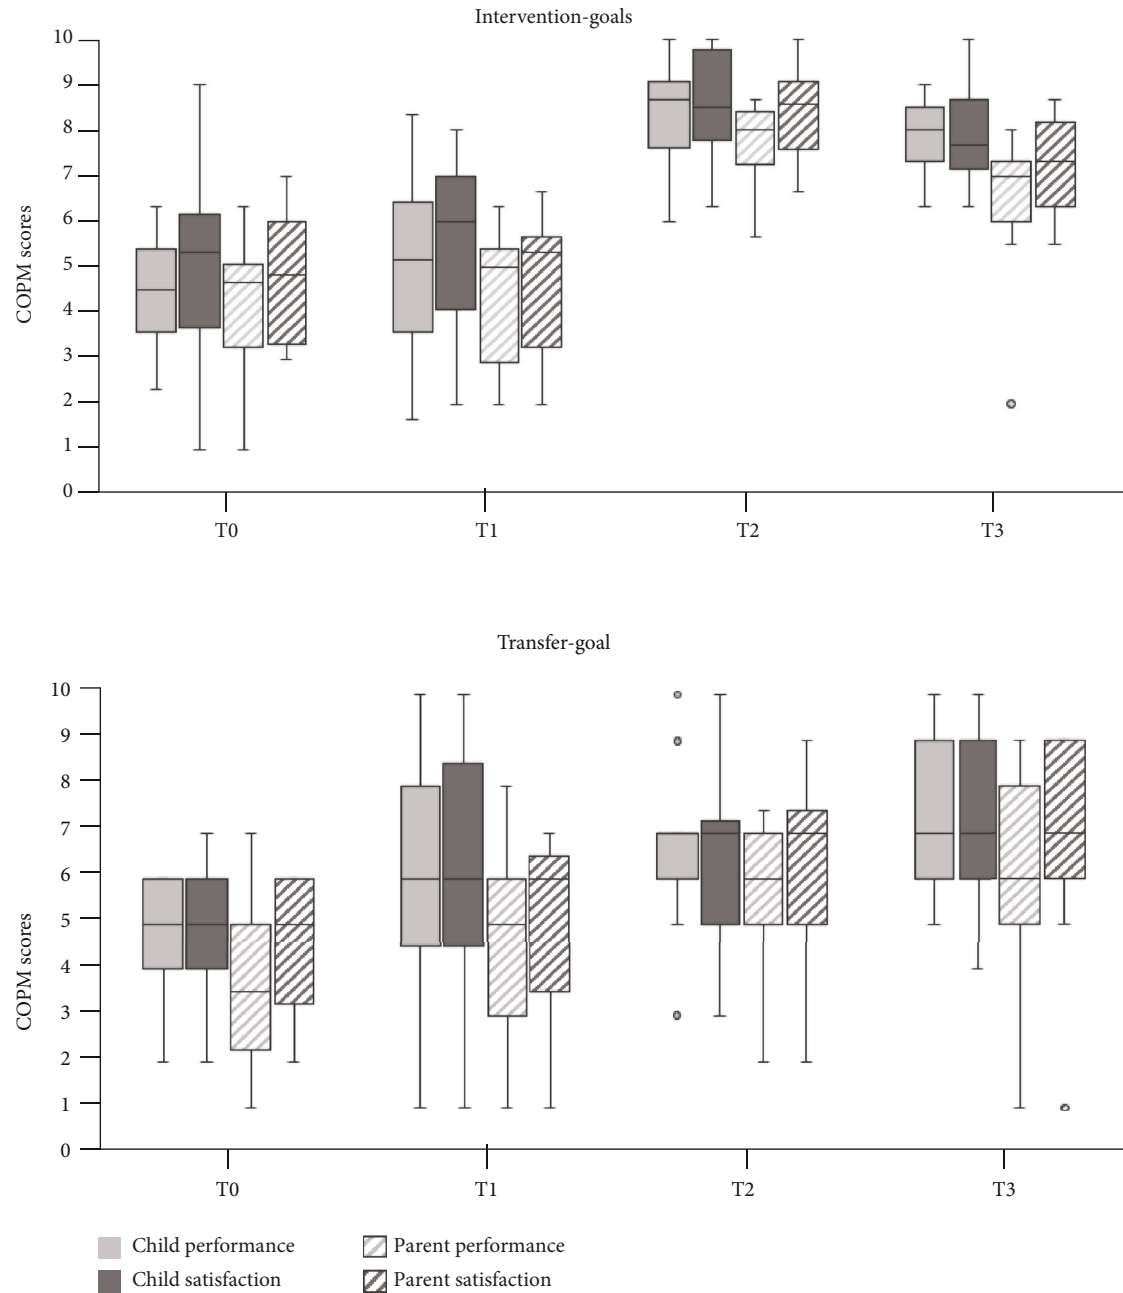 Intervention-goals
10
9
8
7
6
5
4
3
2
1
0
COPM scores
T0 T1 T2 T3
Transfer-goal
10
9
8
7
6
5
4
3
2
1
0
COPM scores
T0 T1 T2 T3
Child performance Parent performance
Child satisfaction Parent satisfaction